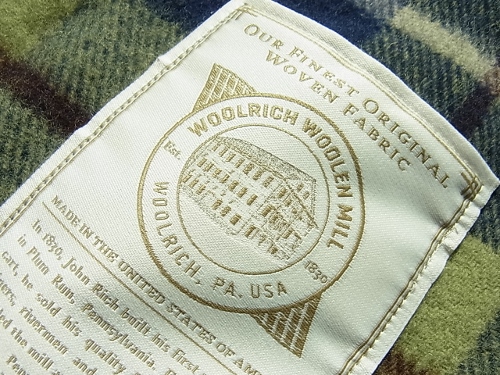 Our Finest Original
Woven Fabric
WOOLRICH WOOLEN MILL
Est. 1830
WOOLRICH, PA. USA
MADE IN THE UNITED STATES OF AM
In 1830, John Rich built his first
in Plum Run, Pennsylvania.
cart, he sold his quality
rivermen and
the mill